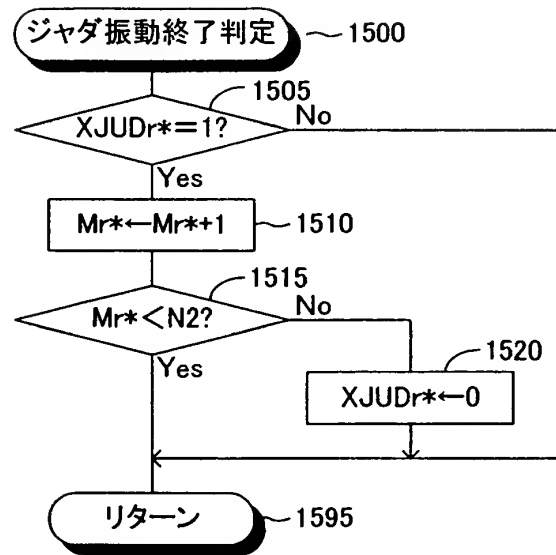 ジャダ振動終了判定
1500
1505
XJUDr*=1?
No
Yes
Mr*←Mr*+1
1510
1515
Mr*<N2?
No
Yes
1520
XJUDr*←0
リターン
1595